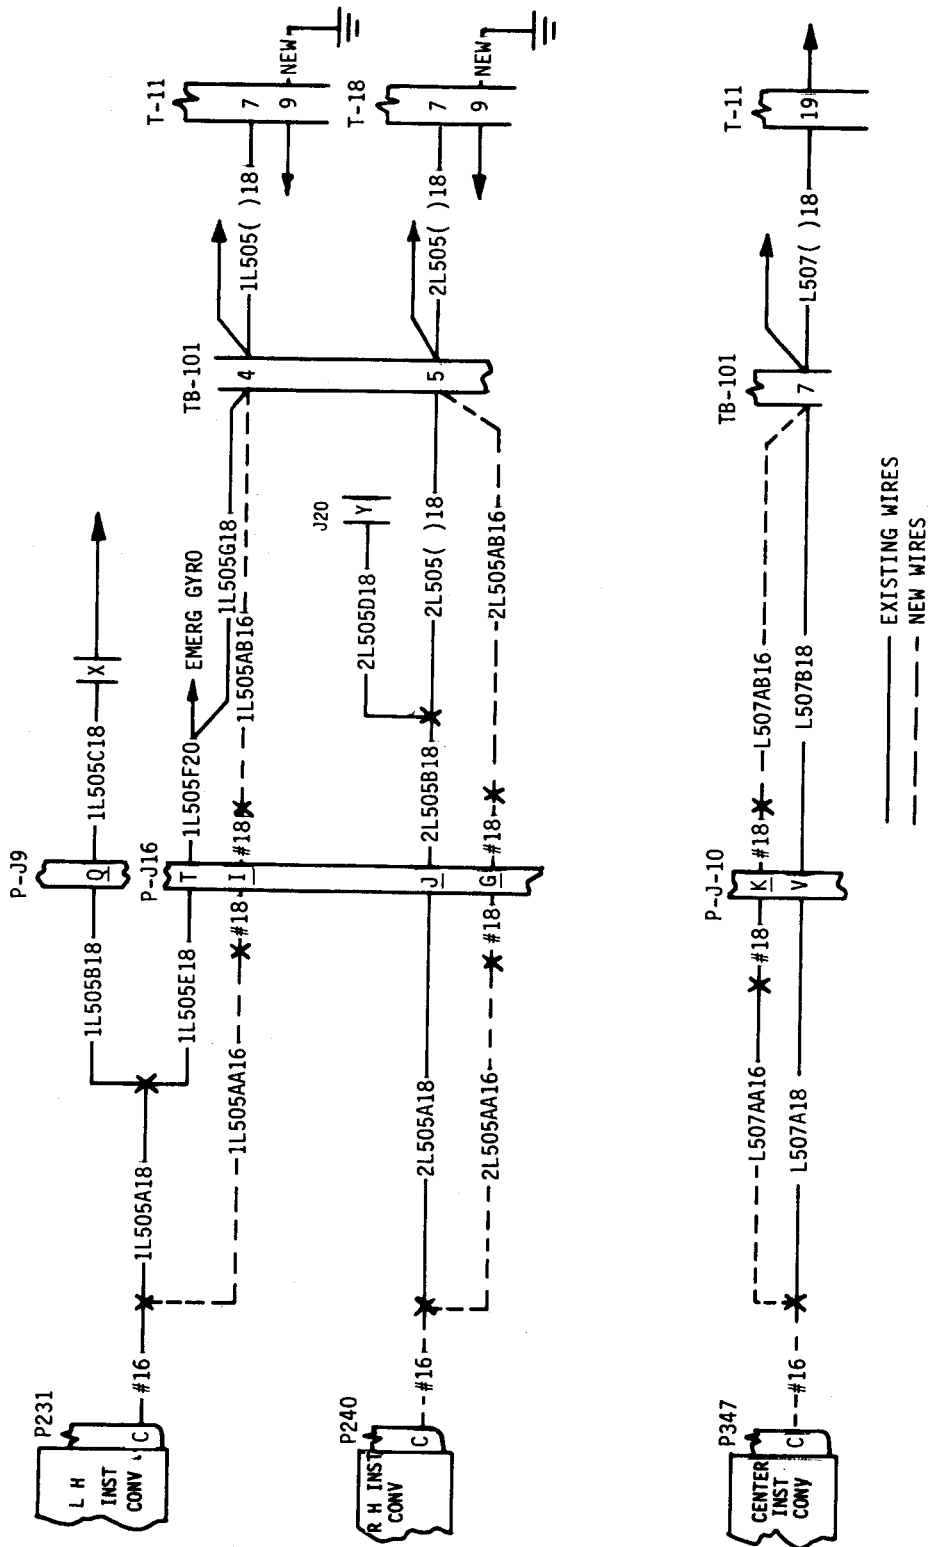 P231
L H
INST
CONV
C
#16
1L505A18
1L505B18
P-J9
Q
1L505C18
X
1L505E18
P-J16
T
1L505F20
EMERG GYRO
1L505G18
1L505AA16
#18
I
#18
1L505AB16
TB-101
4
1L505( )18
T-11
7
9
NEW
P240
R H INST
CONV
C
#16
2L505A18
J
2L505B18
2L505D18
J20
Y
2L505( )18
5
2L505( )18
T-18
7
9
NEW
2L505AA16
#18
G
#18
2L505AB16
P347
CENTER
INST
CONV
C
#16
L507AA16
#18
P-J-10
K
#18
L507AB16
L507A18
V
L507B18
TB-101
7
L507( )18
T-11
19
EXISTING WIRES
NEW WIRES